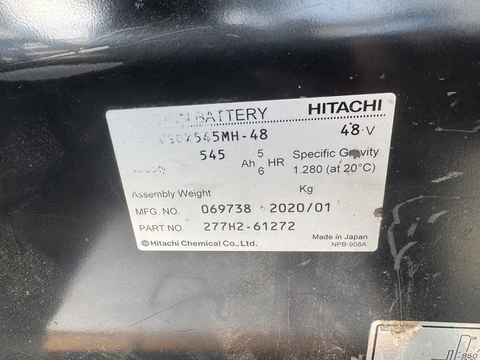 BATTERY HITACHI
545MH-48 48 V
545 Ah 5 6 HR Specific Gravity
1.280 (at 20°C)
Assembly Weight Kg
MFG. NO. 069738 2020/01
PART NO. 277H2-61272 Made in Japan
Hitachi Chemical Co., Ltd. NPB-908A
850